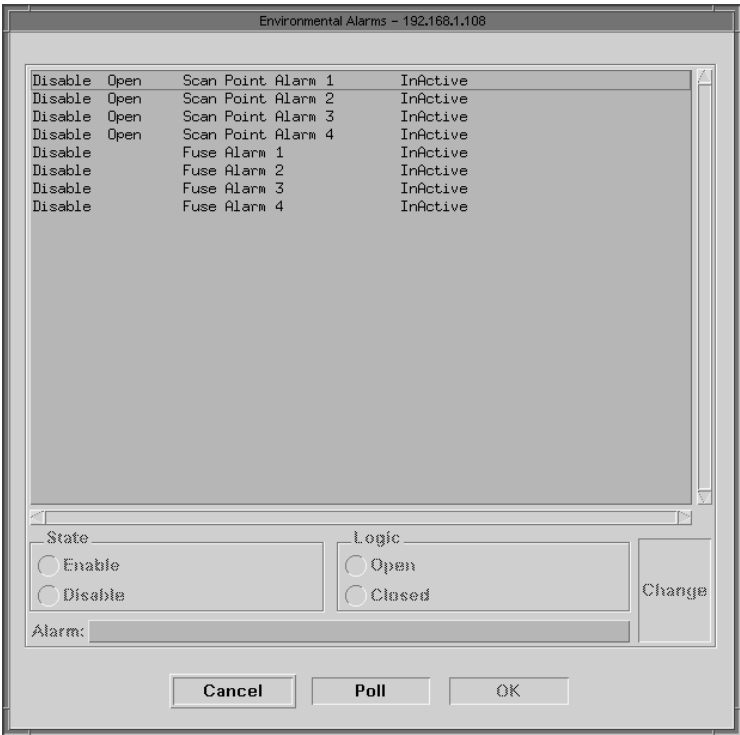 Environmental Alarms – 192.168.1.108
Disable Open Scan Point Alarm 1 InActive
Disable Open Scan Point Alarm 2 InActive
Disable Open Scan Point Alarm 3 InActive
Disable Open Scan Point Alarm 4 InActive
Disable Fuse Alarm 1 InActive
Disable Fuse Alarm 2 InActive
Disable Fuse Alarm 3 InActive
Disable Fuse Alarm 4 InActive
State
Enable
Disable
Logic
Open
Closed
Change
Alarm:
Cancel Poll OK